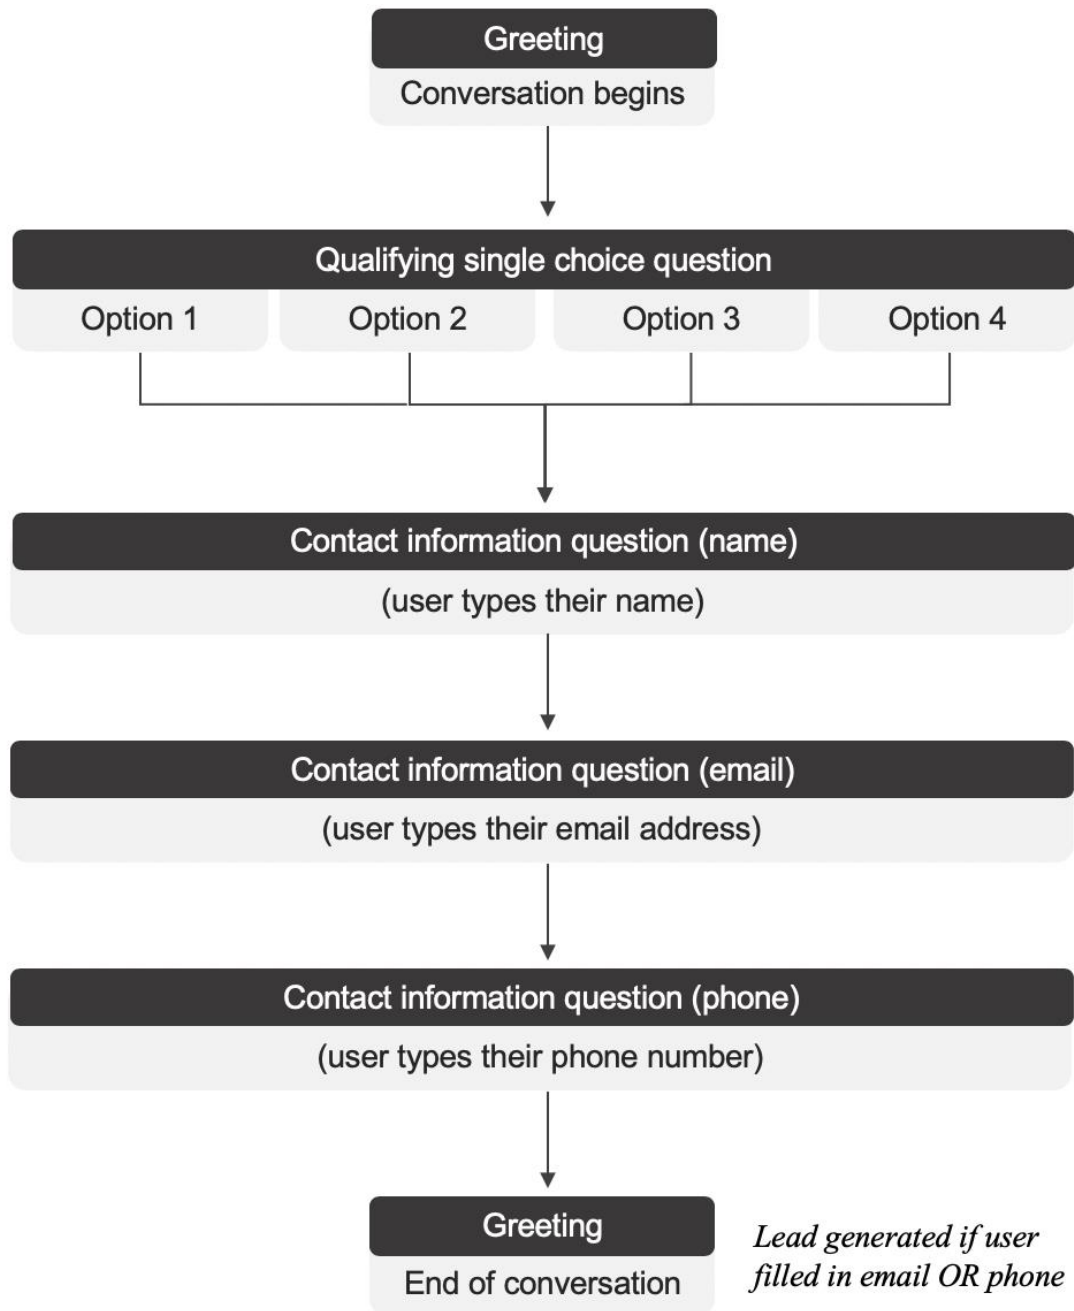 Greeting
Conversation begins
Qualifying single choice question
Option 1
Option 2
Option 3
Option 4
Contact information question (name)
(user types their name)
Contact information question (email)
(user types their email address)
Contact information question (phone)
(user types their phone number)
Greeting
End of conversation
Lead generated if user
filled in email OR phone